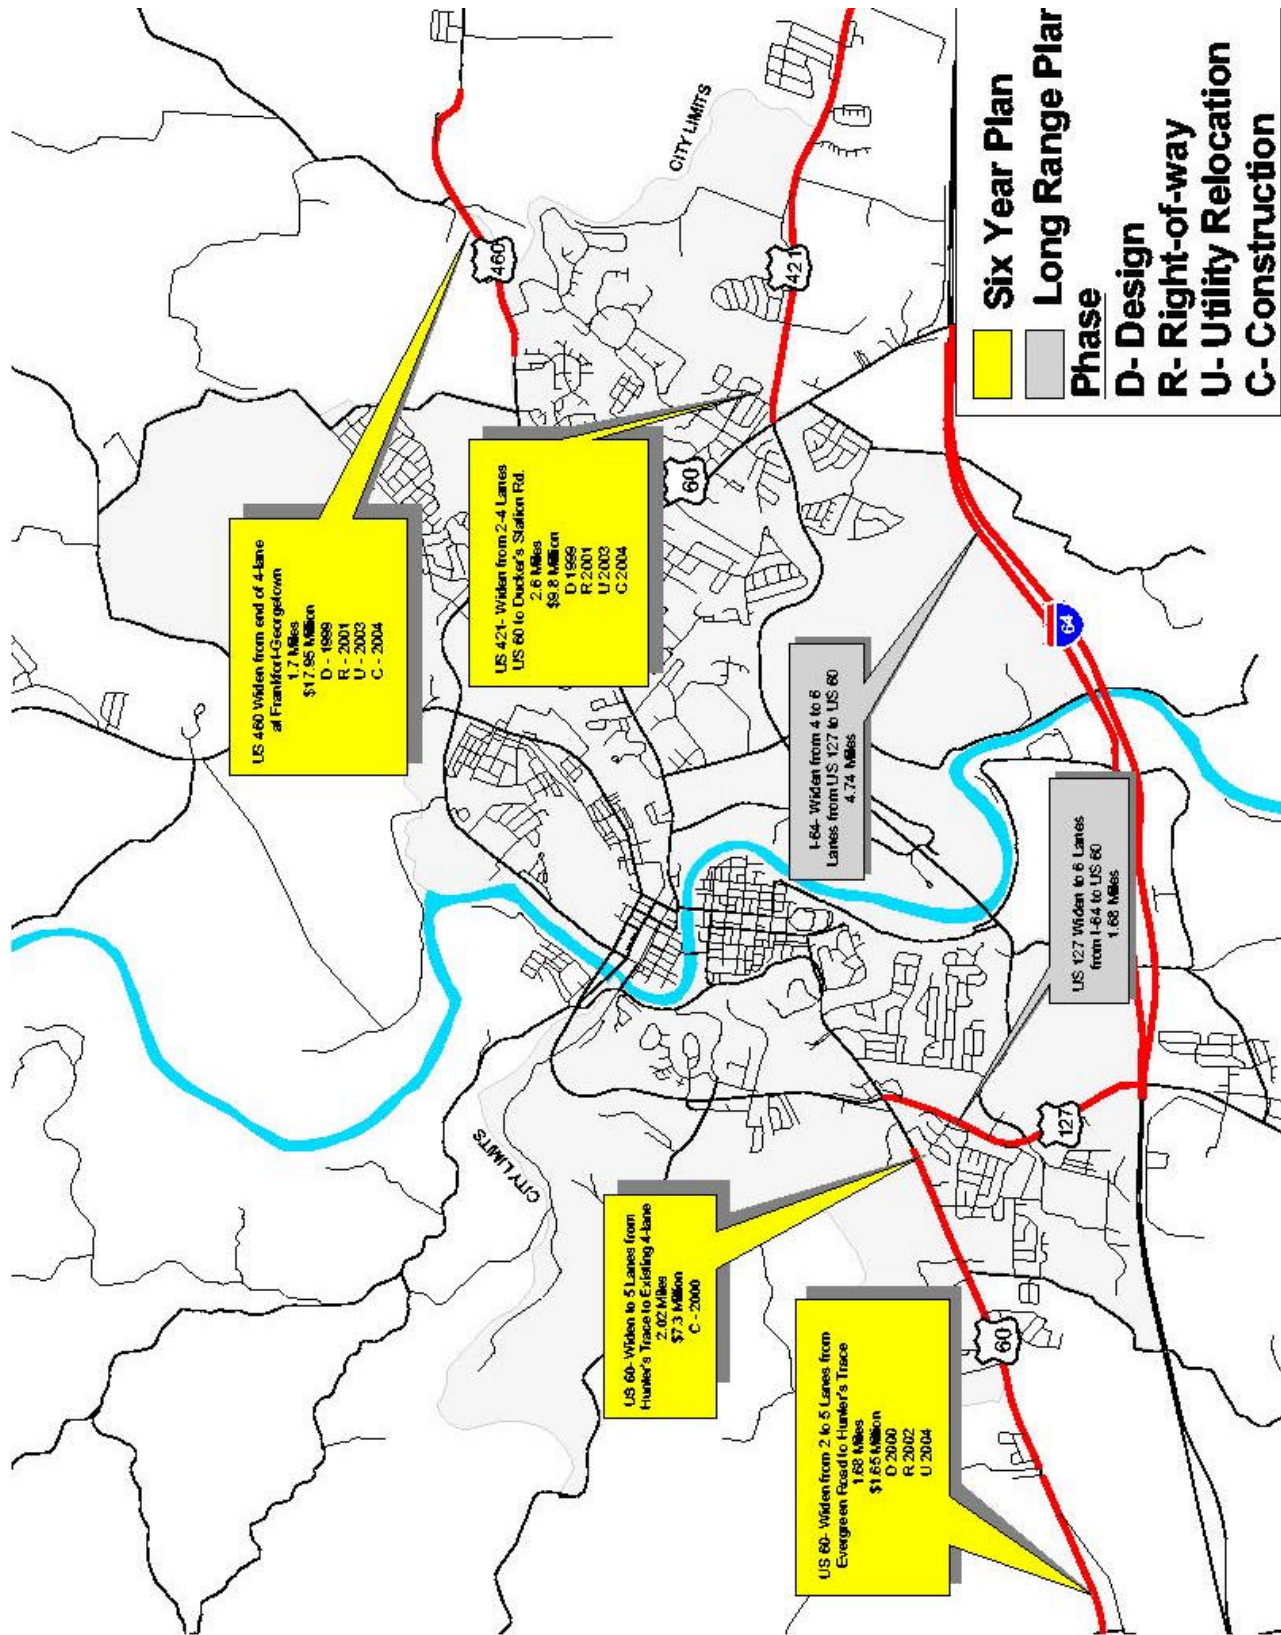 US 460 Widen from end of 4-lane
at Frankfort-Georgetown
1.7 Miles
$17.95 Million
D - 1999
R - 2001
U - 2003
C - 2004
460
US 421- Widen from 2-4 Lanes
US 60 to Ducker's Station Rd.
2.6 Miles
$9.8 Million
D 1999
R 2001
U 2003
C 2004
60
CITY LIMITS
421
CITY LIMITS
US 60- Widen to 5 Lanes from
Hunter's Trace to Existing 4-lane
2.02 Miles
$7.3 Million
C - 2000
US 60- Widen from 2 to 5 Lanes from
Evergreen Road to Hunter's Trace
1.68 Miles
$1.65 Million
D 2000
R 2002
U 2004
60
I-64- Widen from 4 to 6
Lanes from US 127 to US 60
4.74 Miles
64
US 127 Widen to 6 Lanes
from I-64 to US 60
1.68 Miles
127
Six Year Plan
Long Range Plan
Phase
D- Design
R- Right-of-way
U- Utility Relocation
C- Construction